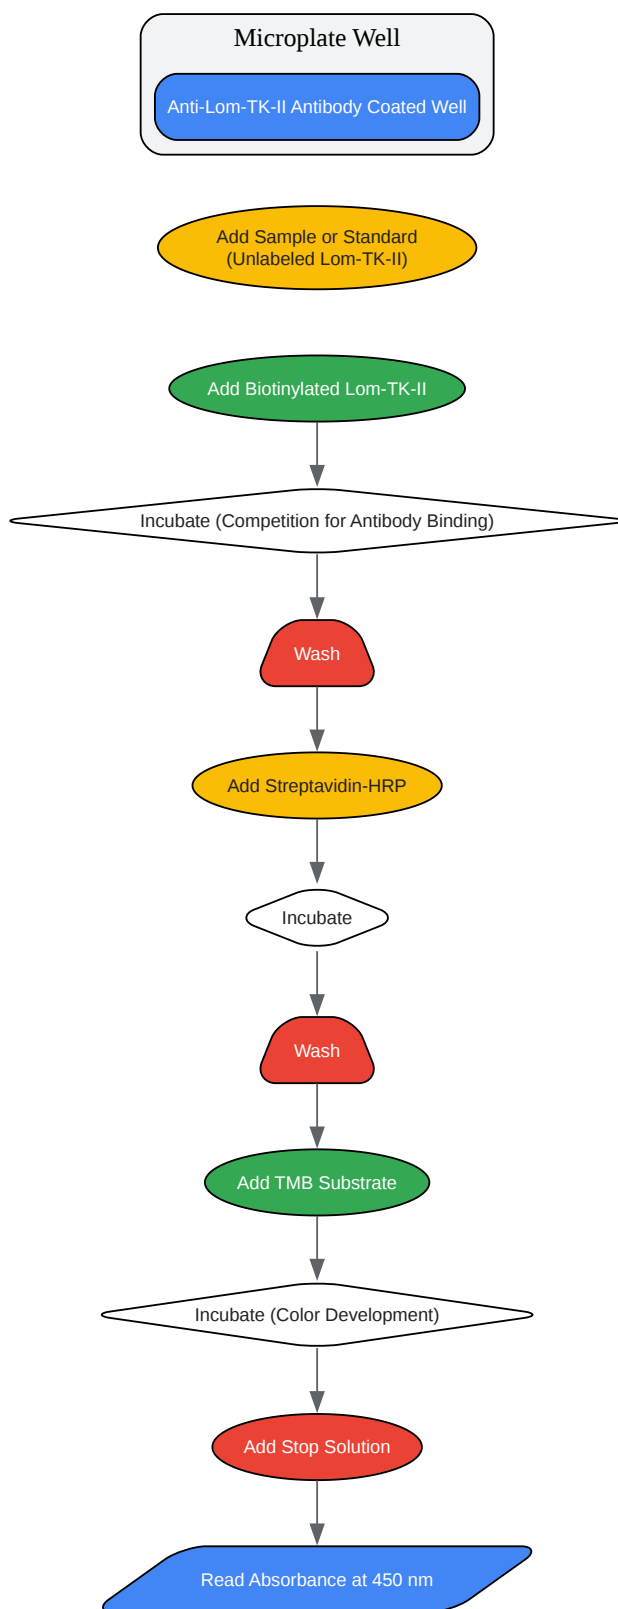 Microplate Well
Anti-Lom-TK-II Antibody Coated Well
Add Sample or Standard
(Unlabeled Lom-TK-II)
Add Biotinylated Lom-TK-II
Incubate (Competition for Antibody Binding)
Wash
Add Streptavidin-HRP
Incubate
Wash
Add TMB Substrate
Incubate (Color Development)
Add Stop Solution
Read Absorbance at 450 nm